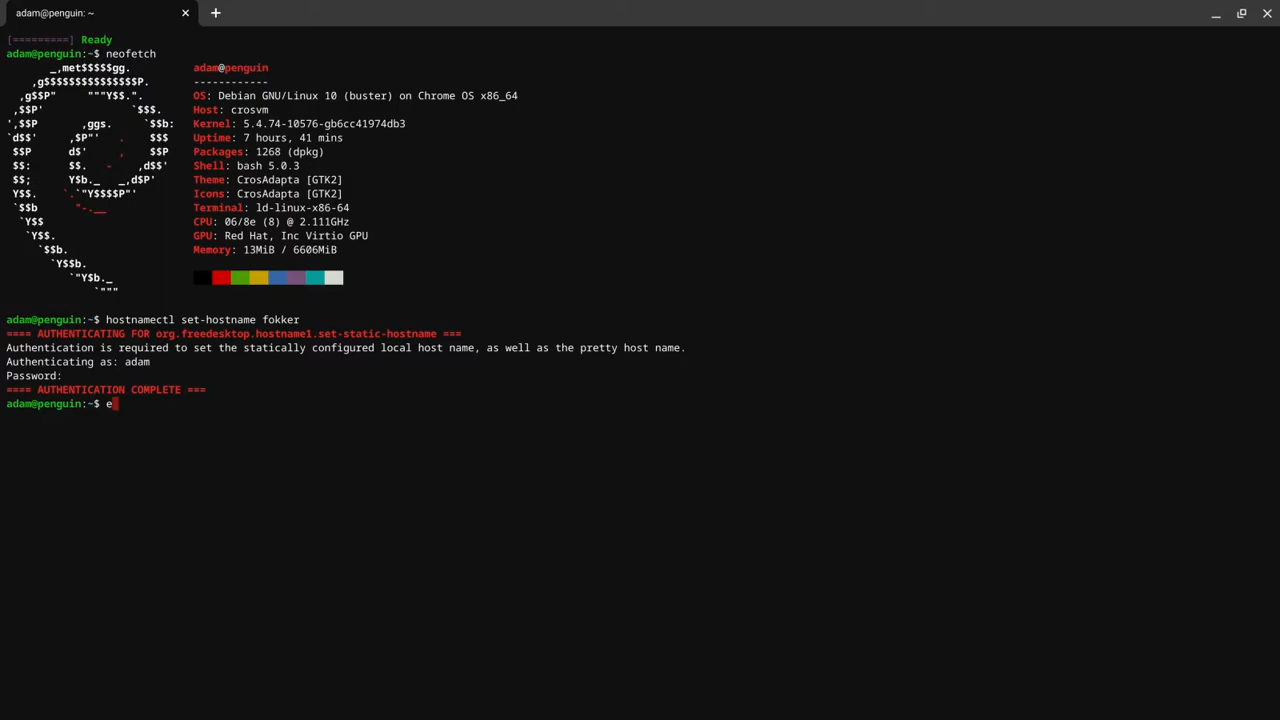 adam@penguin: ~
[=========] Ready
adam@penguin:~$ neofetch
       _,met$$$$$gg.          adam@penguin
    ,g$$$$$$$$$$$$$$$P.       ------------
  ,g$$P"     """Y$$.".        OS: Debian GNU/Linux 10 (buster) on Chrome OS x86_64
 ,$$P'              `$$$.     Host: crosvm
',$$P       ,ggs.     `$$b:   Kernel: 5.4.74-10576-gb6cc41974db3
`d$$'     ,$P"'   .    $$$    Uptime: 7 hours, 41 mins
 $$P      d$'     ,    $$P    Packages: 1268 (dpkg)
 $$:      $$.   -    ,d$$'    Shell: bash 5.0.3
 $$;      Y$b._   _,d$P'      Theme: CrosAdapta [GTK2]
 Y$$.    `.`"Y$$$$P"'         Icons: CrosAdapta [GTK2]
 `$$b      "-.__              Terminal: ld-linux-x86-64
  `Y$$                        CPU: 06/8e (8) @ 2.111GHz
   `Y$$.                      GPU: Red Hat, Inc Virtio GPU
     `$$b.                    Memory: 13MiB / 6606MiB
       `Y$$b.
          `"Y$b._
              `"""
adam@penguin:~$ hostnamectl set-hostname fokker
==== AUTHENTICATING FOR org.freedesktop.hostname1.set-static-hostname ===
Authentication is required to set the statically configured local host name, as well as the pretty host name.
Authenticating as: adam
Password:
==== AUTHENTICATION COMPLETE ===
adam@penguin:~$ e